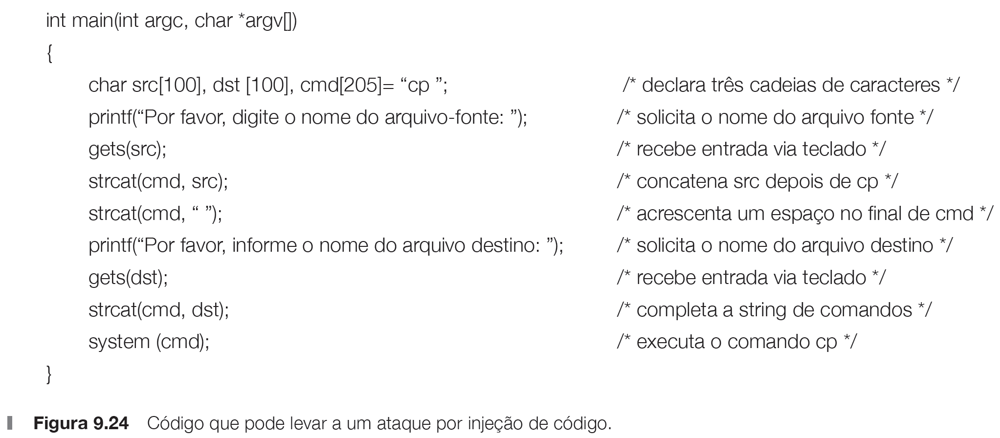 int main(int argc, char *argv[])
{
char src[100], dst [100], cmd[205]= “cp ”; /* declara três cadeias de caracteres */
printf(“Por favor, digite o nome do arquivo-fonte: ”); /* solicita o nome do arquivo fonte */
gets(src); /* recebe entrada via teclado */
strcat(cmd, src); /* concatena src depois de cp */
strcat(cmd, “ ”); /* acrescenta um espaço no final de cmd */
printf(“Por favor, informe o nome do arquivo destino: ”); /* solicita o nome do arquivo destino */
gets(dst); /* recebe entrada via teclado */
strcat(cmd, dst); /* completa a string de comandos */
system (cmd); /* executa o comando cp */
}
Figura 9.24 Código que pode levar a um ataque por injeção de código.